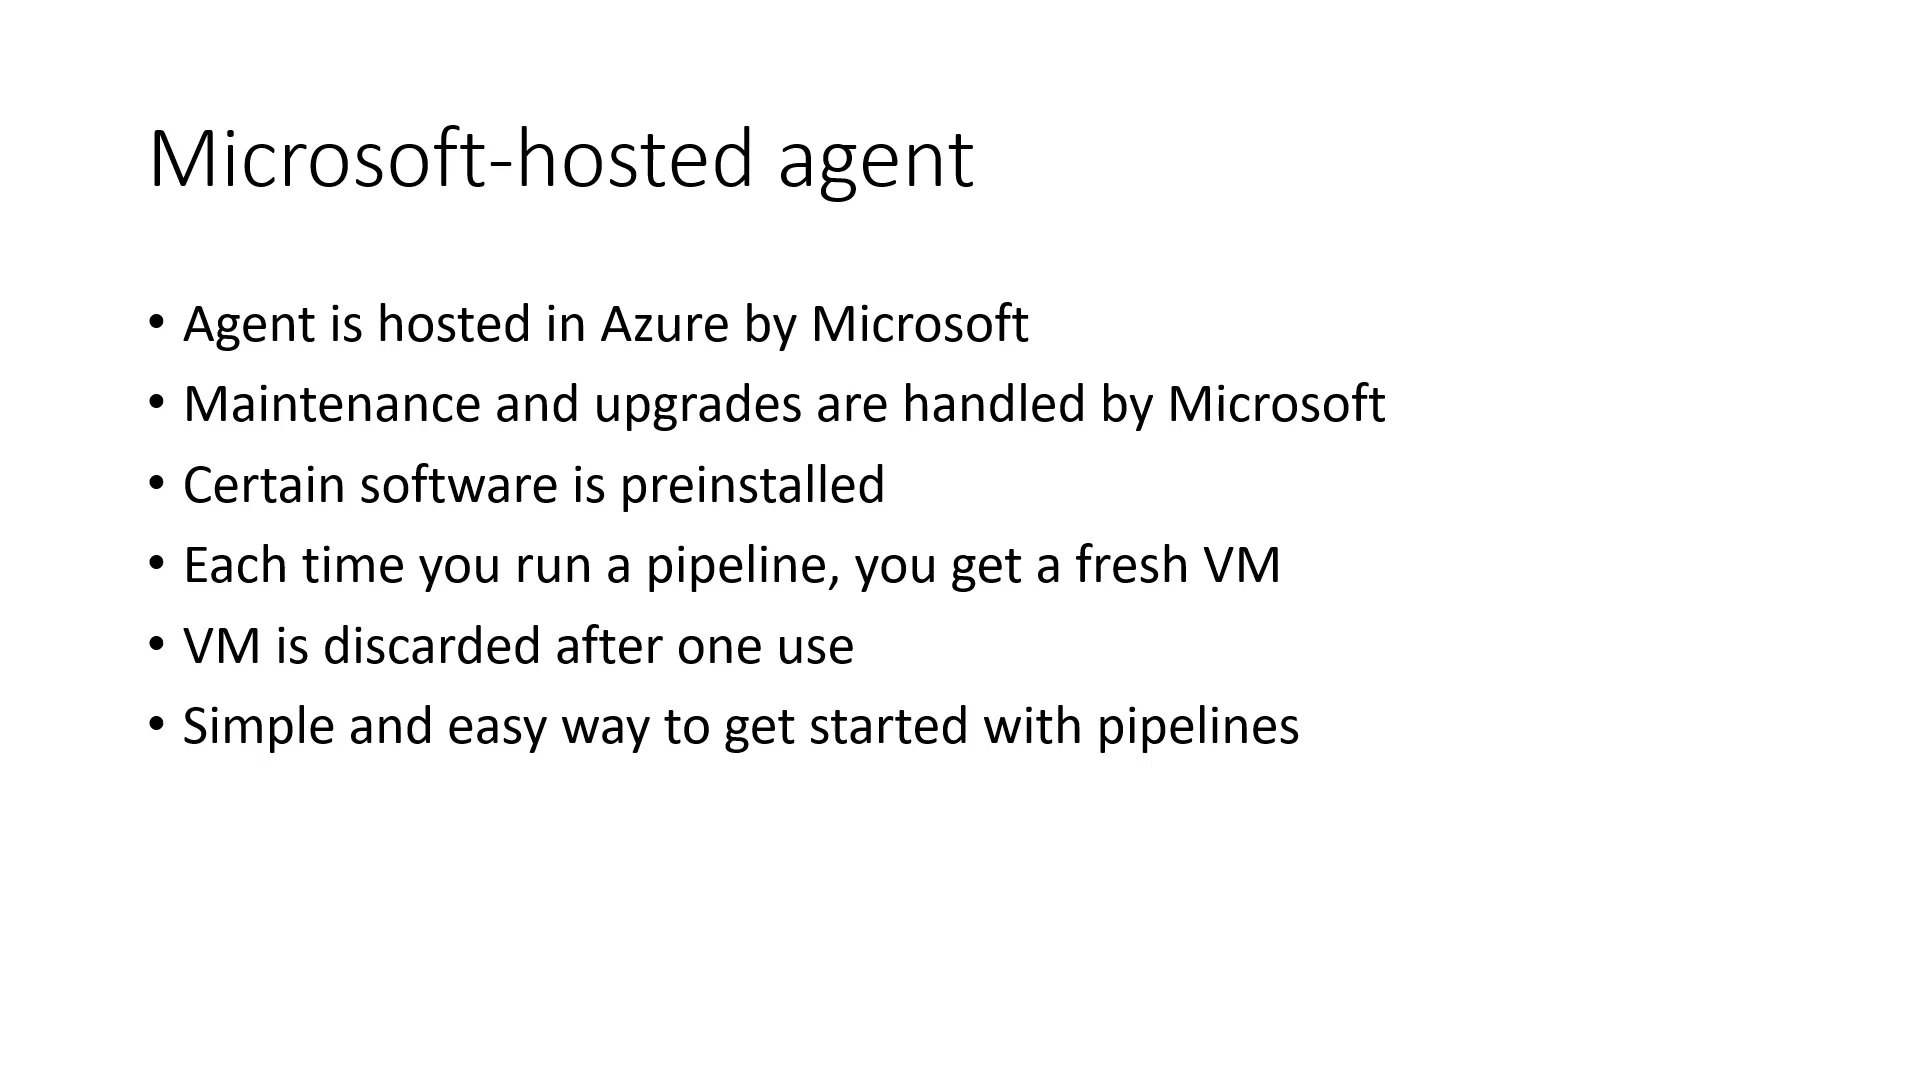 Microsoft-hosted agent
• Agent is hosted in Azure by Microsoft
• Maintenance and upgrades are handled by Microsoft
• Certain software is preinstalled
• Each time you run a pipeline, you get a fresh VM
• VM is discarded after one use
• Simple and easy way to get started with pipelines